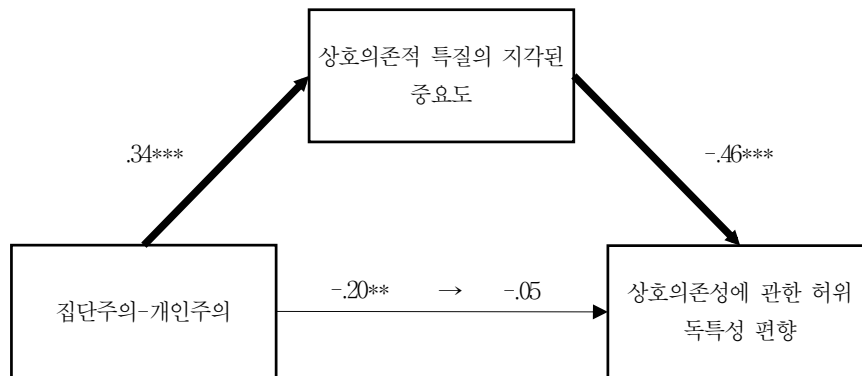 상호의존적 특질의 지각된
중요도
.34***
-.46***
집단주의-개인주의
-.20** → -.05
상호의존성에 관한 허위
독특성 편향